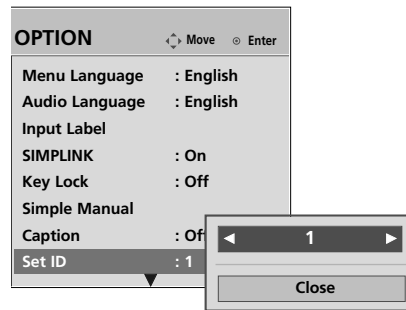 OPTION Move Enter
Menu Language : English
Audio Language : English
Input Label
SIMPLINK : On
Key Lock : Off
Simple Manual
Caption : Of
Set ID : 1
1
Close